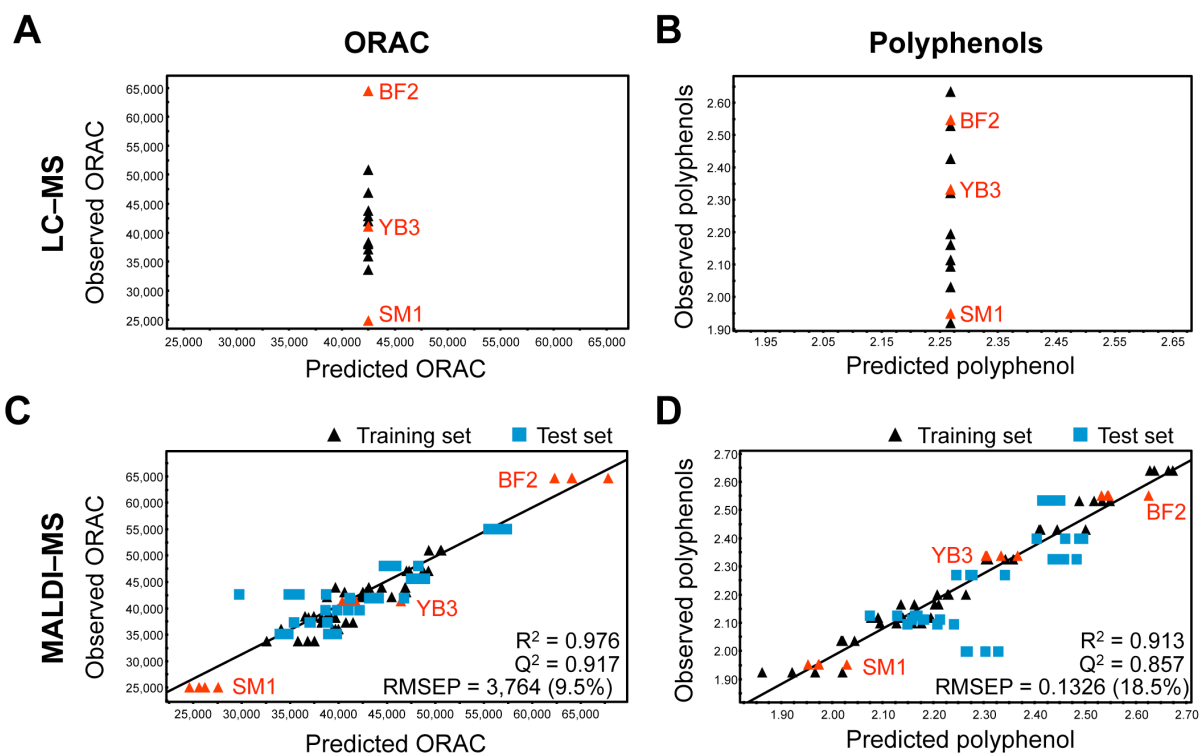 A
ORAC
B
Polyphenols
LC–MS
Observed ORAC
65,000
60,000
55,000
50,000
45,000
40,000
35,000
30,000
25,000
BF2
YB3
SM1
25,000 30,000 35,000 40,000 45,000 50,000 55,000 60,000 65,000
Predicted ORAC
Observed polyphenols
2.60
2.50
2.40
2.30
2.20
2.10
2.00
1.90
BF2
YB3
SM1
1.95 2.05 2.15 2.25 2.35 2.45 2.55 2.65
Predicted polyphenol
C
Training set Test set
MALDI–MS
Observed ORAC
65,000
60,000
55,000
50,000
45,000
40,000
35,000
30,000
25,000
BF2
YB3
SM1
R² = 0.976
Q² = 0.917
RMSEP = 3,764 (9.5%)
25,000 30,000 35,000 40,000 45,000 50,000 55,000 60,000 65,000
Predicted ORAC
D
Training set Test set
Observed polyphenols
2.70
2.60
2.50
2.40
2.30
2.20
2.10
2.00
1.90
BF2
YB3
SM1
R² = 0.913
Q² = 0.857
RMSEP = 0.1326 (18.5%)
1.90 2.00 2.10 2.20 2.30 2.40 2.50 2.60 2.70
Predicted polyphenol